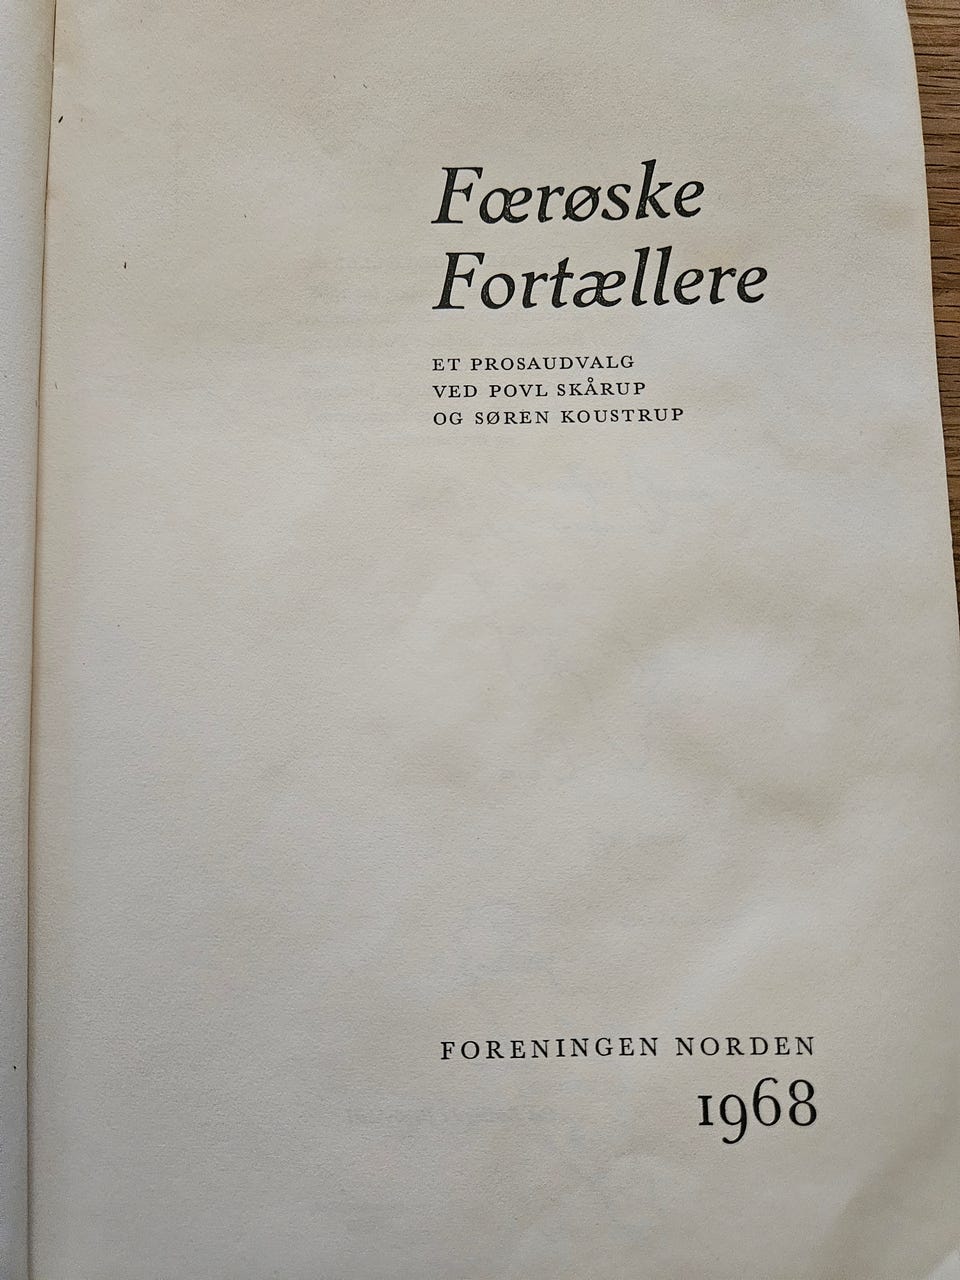 Færøske
Fortællere
ET PROSAUDVALG
VED POVL SKÅRUP
OG SØREN KOUSTRUP
FORENINGEN NORDEN
1968